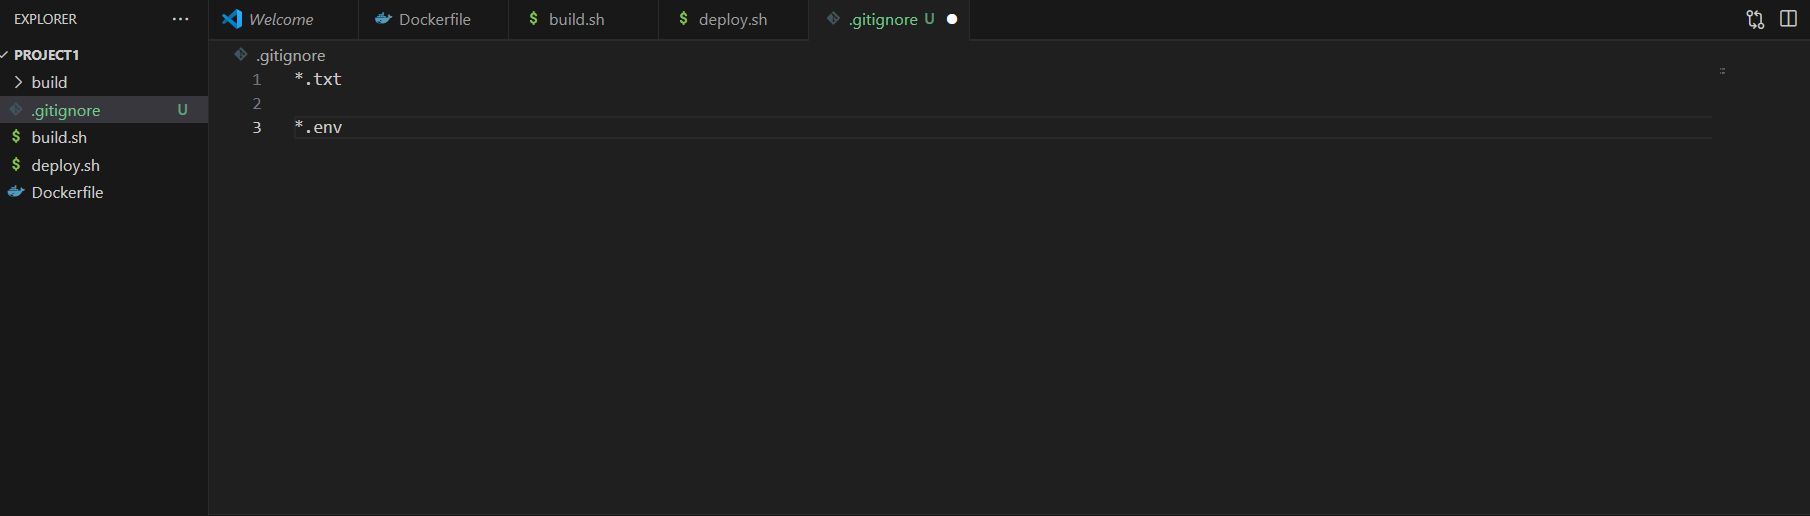 EXPLORER
Welcome
Dockerfile
$ build.sh
$ deploy.sh
.gitignore U
PROJECT1
build
.gitignore U
$ build.sh
$ deploy.sh
Dockerfile
.gitignore
1 *.txt
2
3 *.env